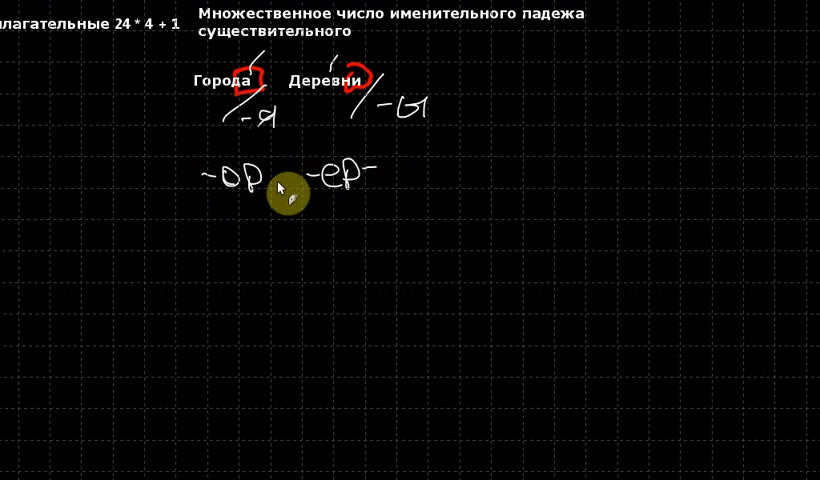 лагательные 24 * 4 + 1
Множественное число именительного падежа
существительного
Города Деревни
-я -ы
-ор -ер-